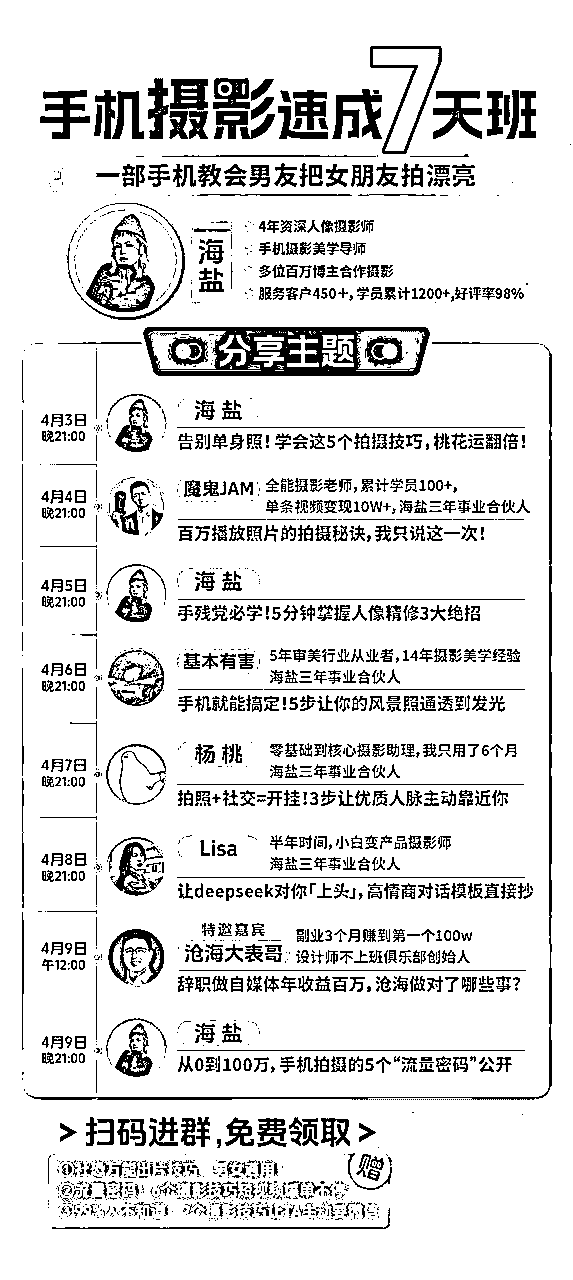 手机摄影速成7天班
一部手机教会男友把女朋友拍漂亮
海盐
4年资深人像摄影师
手机摄影美学导师
多位百万博主合作摄影
服务客户450+,学员累计1200+,好评率98%
分享主题
4月3日
晚21:00
海盐
告别单身照!学会这5个拍摄技巧,桃花运翻倍!
4月4日
晚21:00
魔鬼JAM
全能摄影老师,累计学员100+,
单条视频变现10W+,海盐三年事业合伙人
百万播放照片的拍摄秘诀,我只说这一次!
4月5日
晚21:00
海盐
手残党必学!5分钟掌握人像精修3大绝招
4月6日
晚21:00
基本有害
5年审美行业从业者,14年摄影美学经验
海盐三年事业合伙人
手机就能搞定!5步让你的风景照通透到发光
4月7日
晚21:00
杨桃
零基础到核心摄影助理,我只用了6个月
海盐三年事业合伙人
拍照+社交=开挂!3步让优质人脉主动靠近你
4月8日
晚21:00
Lisa
半年时间,小白变产品摄影师
海盐三年事业合伙人
让deepseek对你「上头」,高情商对话模板直接抄
4月9日
午12:00
特邀嘉宾
沧海大表哥
副业3个月赚到第一个100w
设计师不上班俱乐部创始人
辞职做自媒体年收益百万,沧海做对了哪些事?
4月9日
晚21:00
海盐
从0到100万,手机拍摄的5个“流量密码”公开
>扫码进群,免费领取>
赠